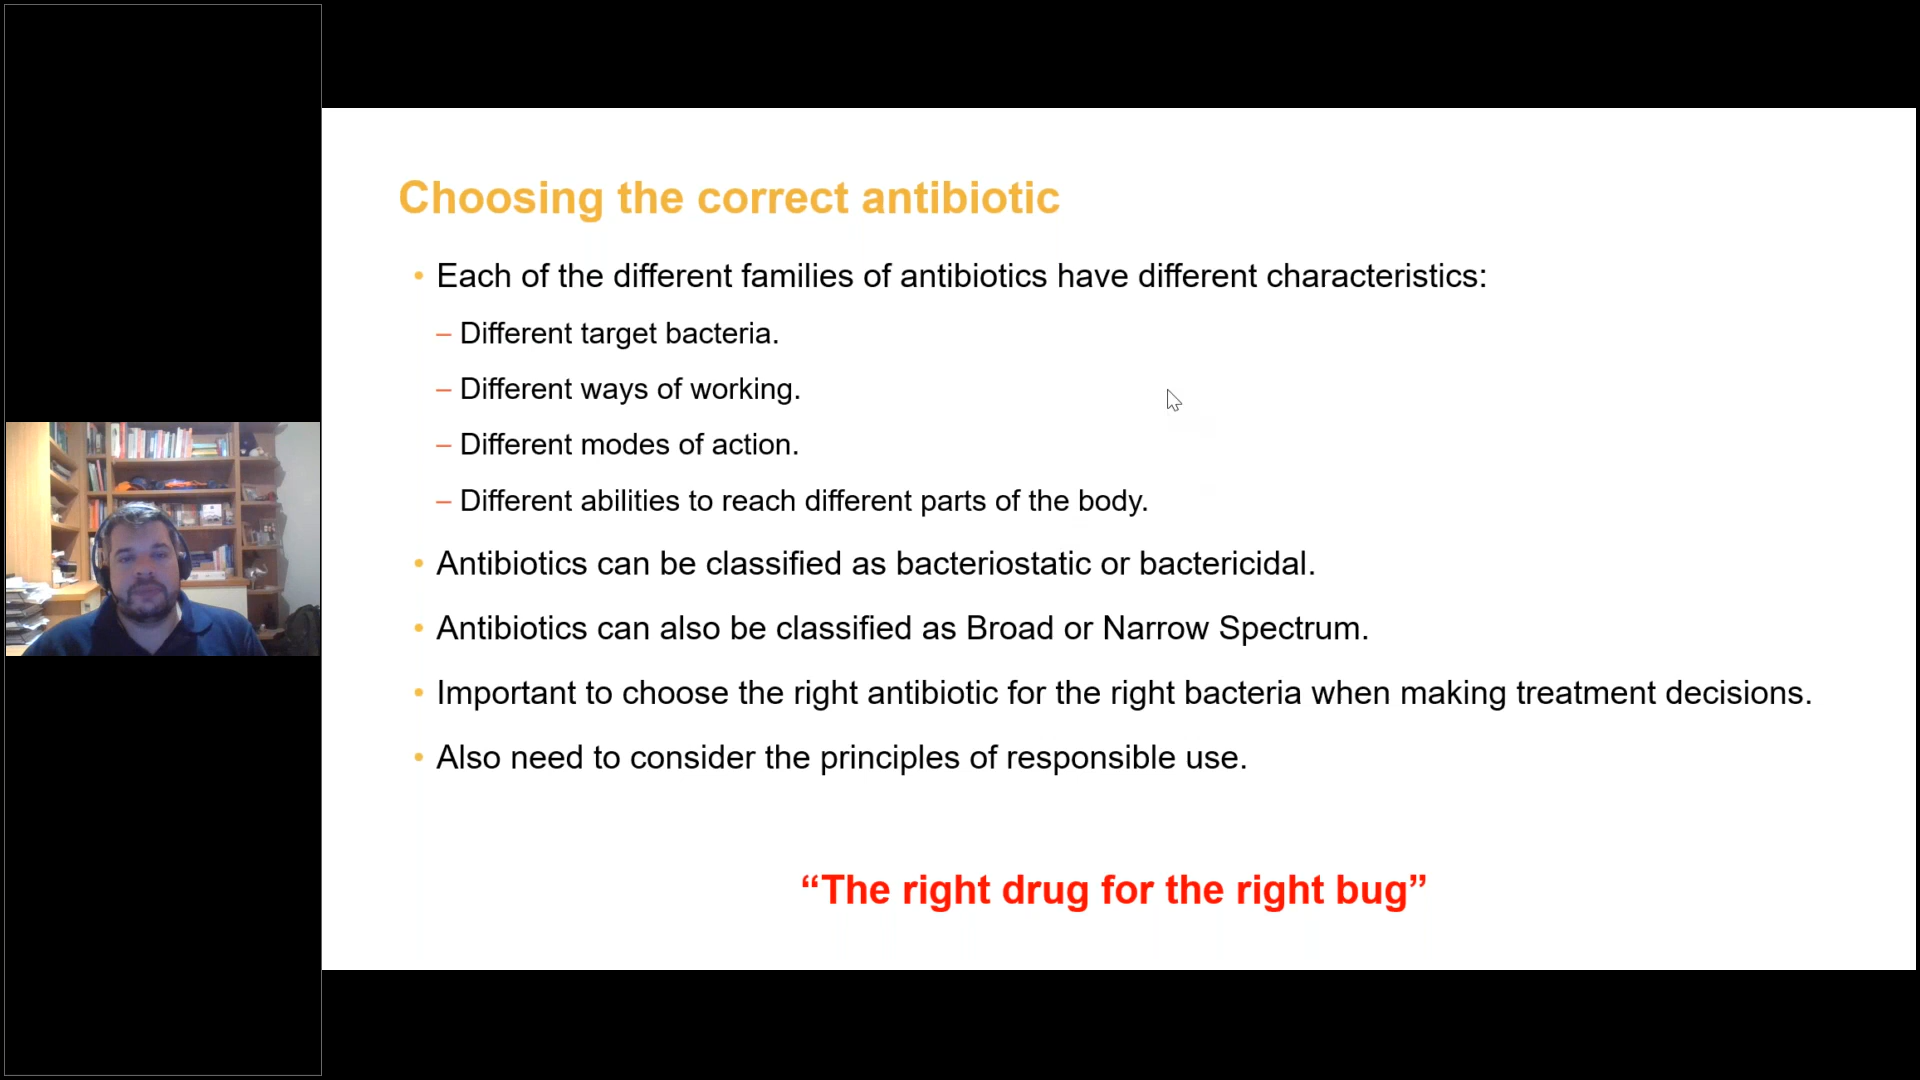 Choosing the correct antibiotic
• Each of the different families of antibiotics have different characteristics:
– Different target bacteria.
– Different ways of working.
– Different modes of action.
– Different abilities to reach different parts of the body.
• Antibiotics can be classified as bacteriostatic or bactericidal.
• Antibiotics can also be classified as Broad or Narrow Spectrum.
• Important to choose the right antibiotic for the right bacteria when making treatment decisions.
• Also need to consider the principles of responsible use.
“The right drug for the right bug”